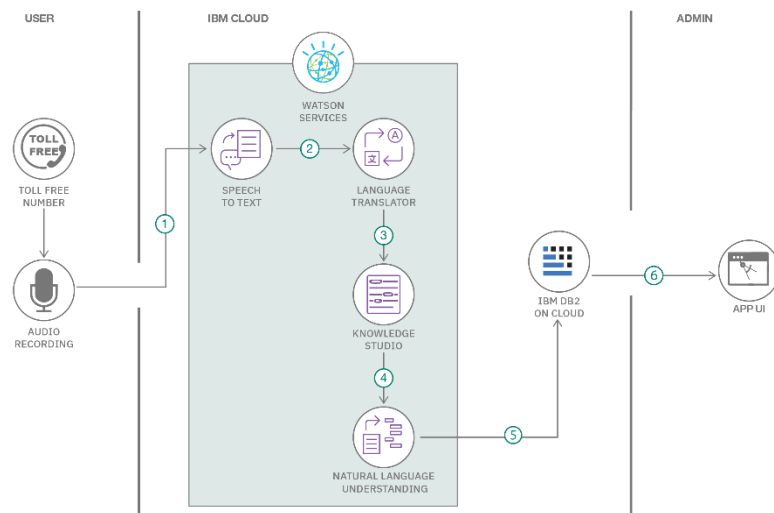 USER
IBM CLOUD
ADMIN
WATSON
SERVICES
TOLL
FREE
TOLL FREE
NUMBER
1
SPEECH
TO TEXT
2
A
文
LANGUAGE
TRANSLATOR
3
AUDIO
RECORDING
KNOWLEDGE
STUDIO
4
NATURAL LANGUAGE
UNDERSTANDING
5
IBM DB2
ON CLOUD
6
APP UI